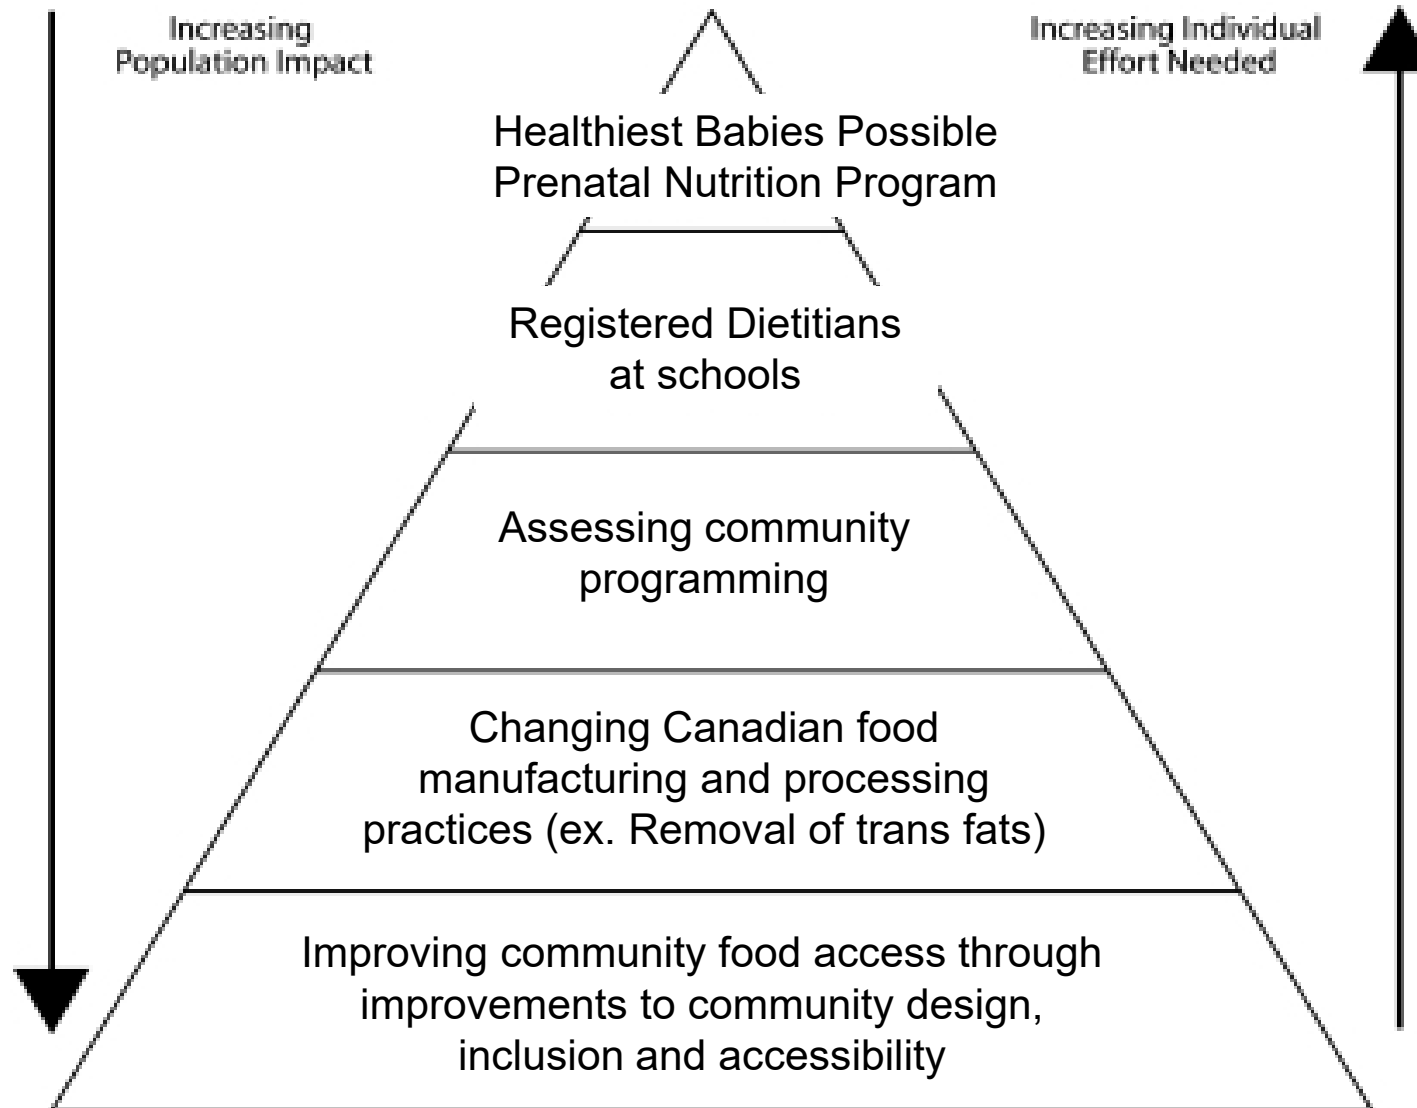 Increasing
Population Impact
Increasing Individual
Effort Needed
Healthiest Babies Possible
Prenatal Nutrition Program
Registered Dietitians
at schools
Assessing community
programming
Changing Canadian food
manufacturing and processing
practices (ex. Removal of trans fats)
Improving community food access through
improvements to community design,
inclusion and accessibility